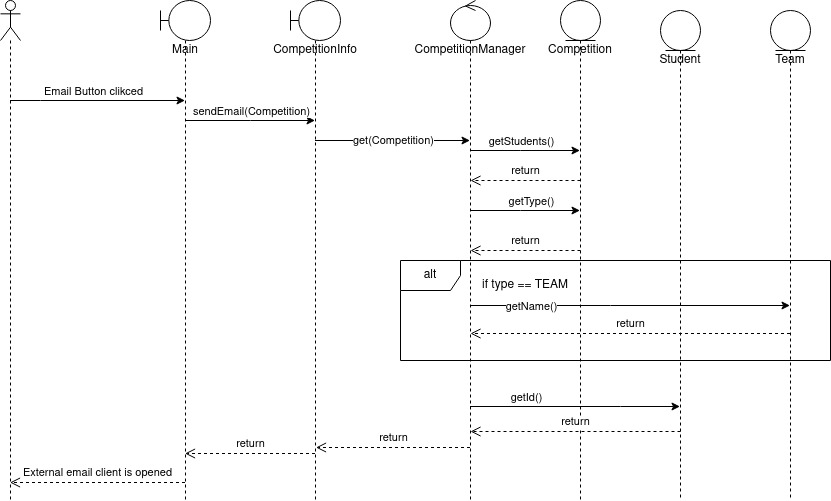 Main
CompetitionInfo
CompetitionManager
Competition
Student
Team
Email Button clikced
sendEmail(Competition)
get(Competition)
getStudents()
return
getType()
return
alt
if type == TEAM
getName()
return
getId()
return
return
return
External email client is opened